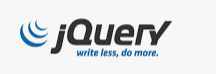 jQuery
write less, do more.